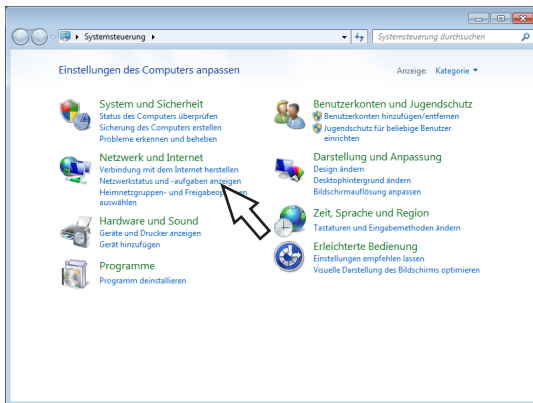 Systemsteuerung
Systemsteuerung durchsuchen
Einstellungen des Computers anpassen
Anzeige: Kategorie
System und Sicherheit
Status des Computers überprüfen
Sicherung des Computers erstellen
Probleme erkennen und beheben
Netzwerk und Internet
Verbindung mit dem Internet herstellen
Netzwerkstatus und -aufgaben anzeigen
Heimnetzgruppen- und
auswählen
Hardware und Sound
Geräte und Drucker anzeigen
Gerät hinzufügen
Programme
Programm deinstallieren
Benutzerkonten und Jugendschutz
Benutzerkonten hinzufügen/entfernen
Jugendschutz für beliebige Benutzer
einrichten
Darstellung und Anpassung
Design ändern
Desktophintergrund ändern
Bildschirmauflösung anpassen
Zeit, Sprache und Region
Tastaturen und Eingabemethoden ändern
Erleichterte Bedienung
Einstellungen empfehlen lassen
Visuelle Darstellung des Bildschirms optimieren